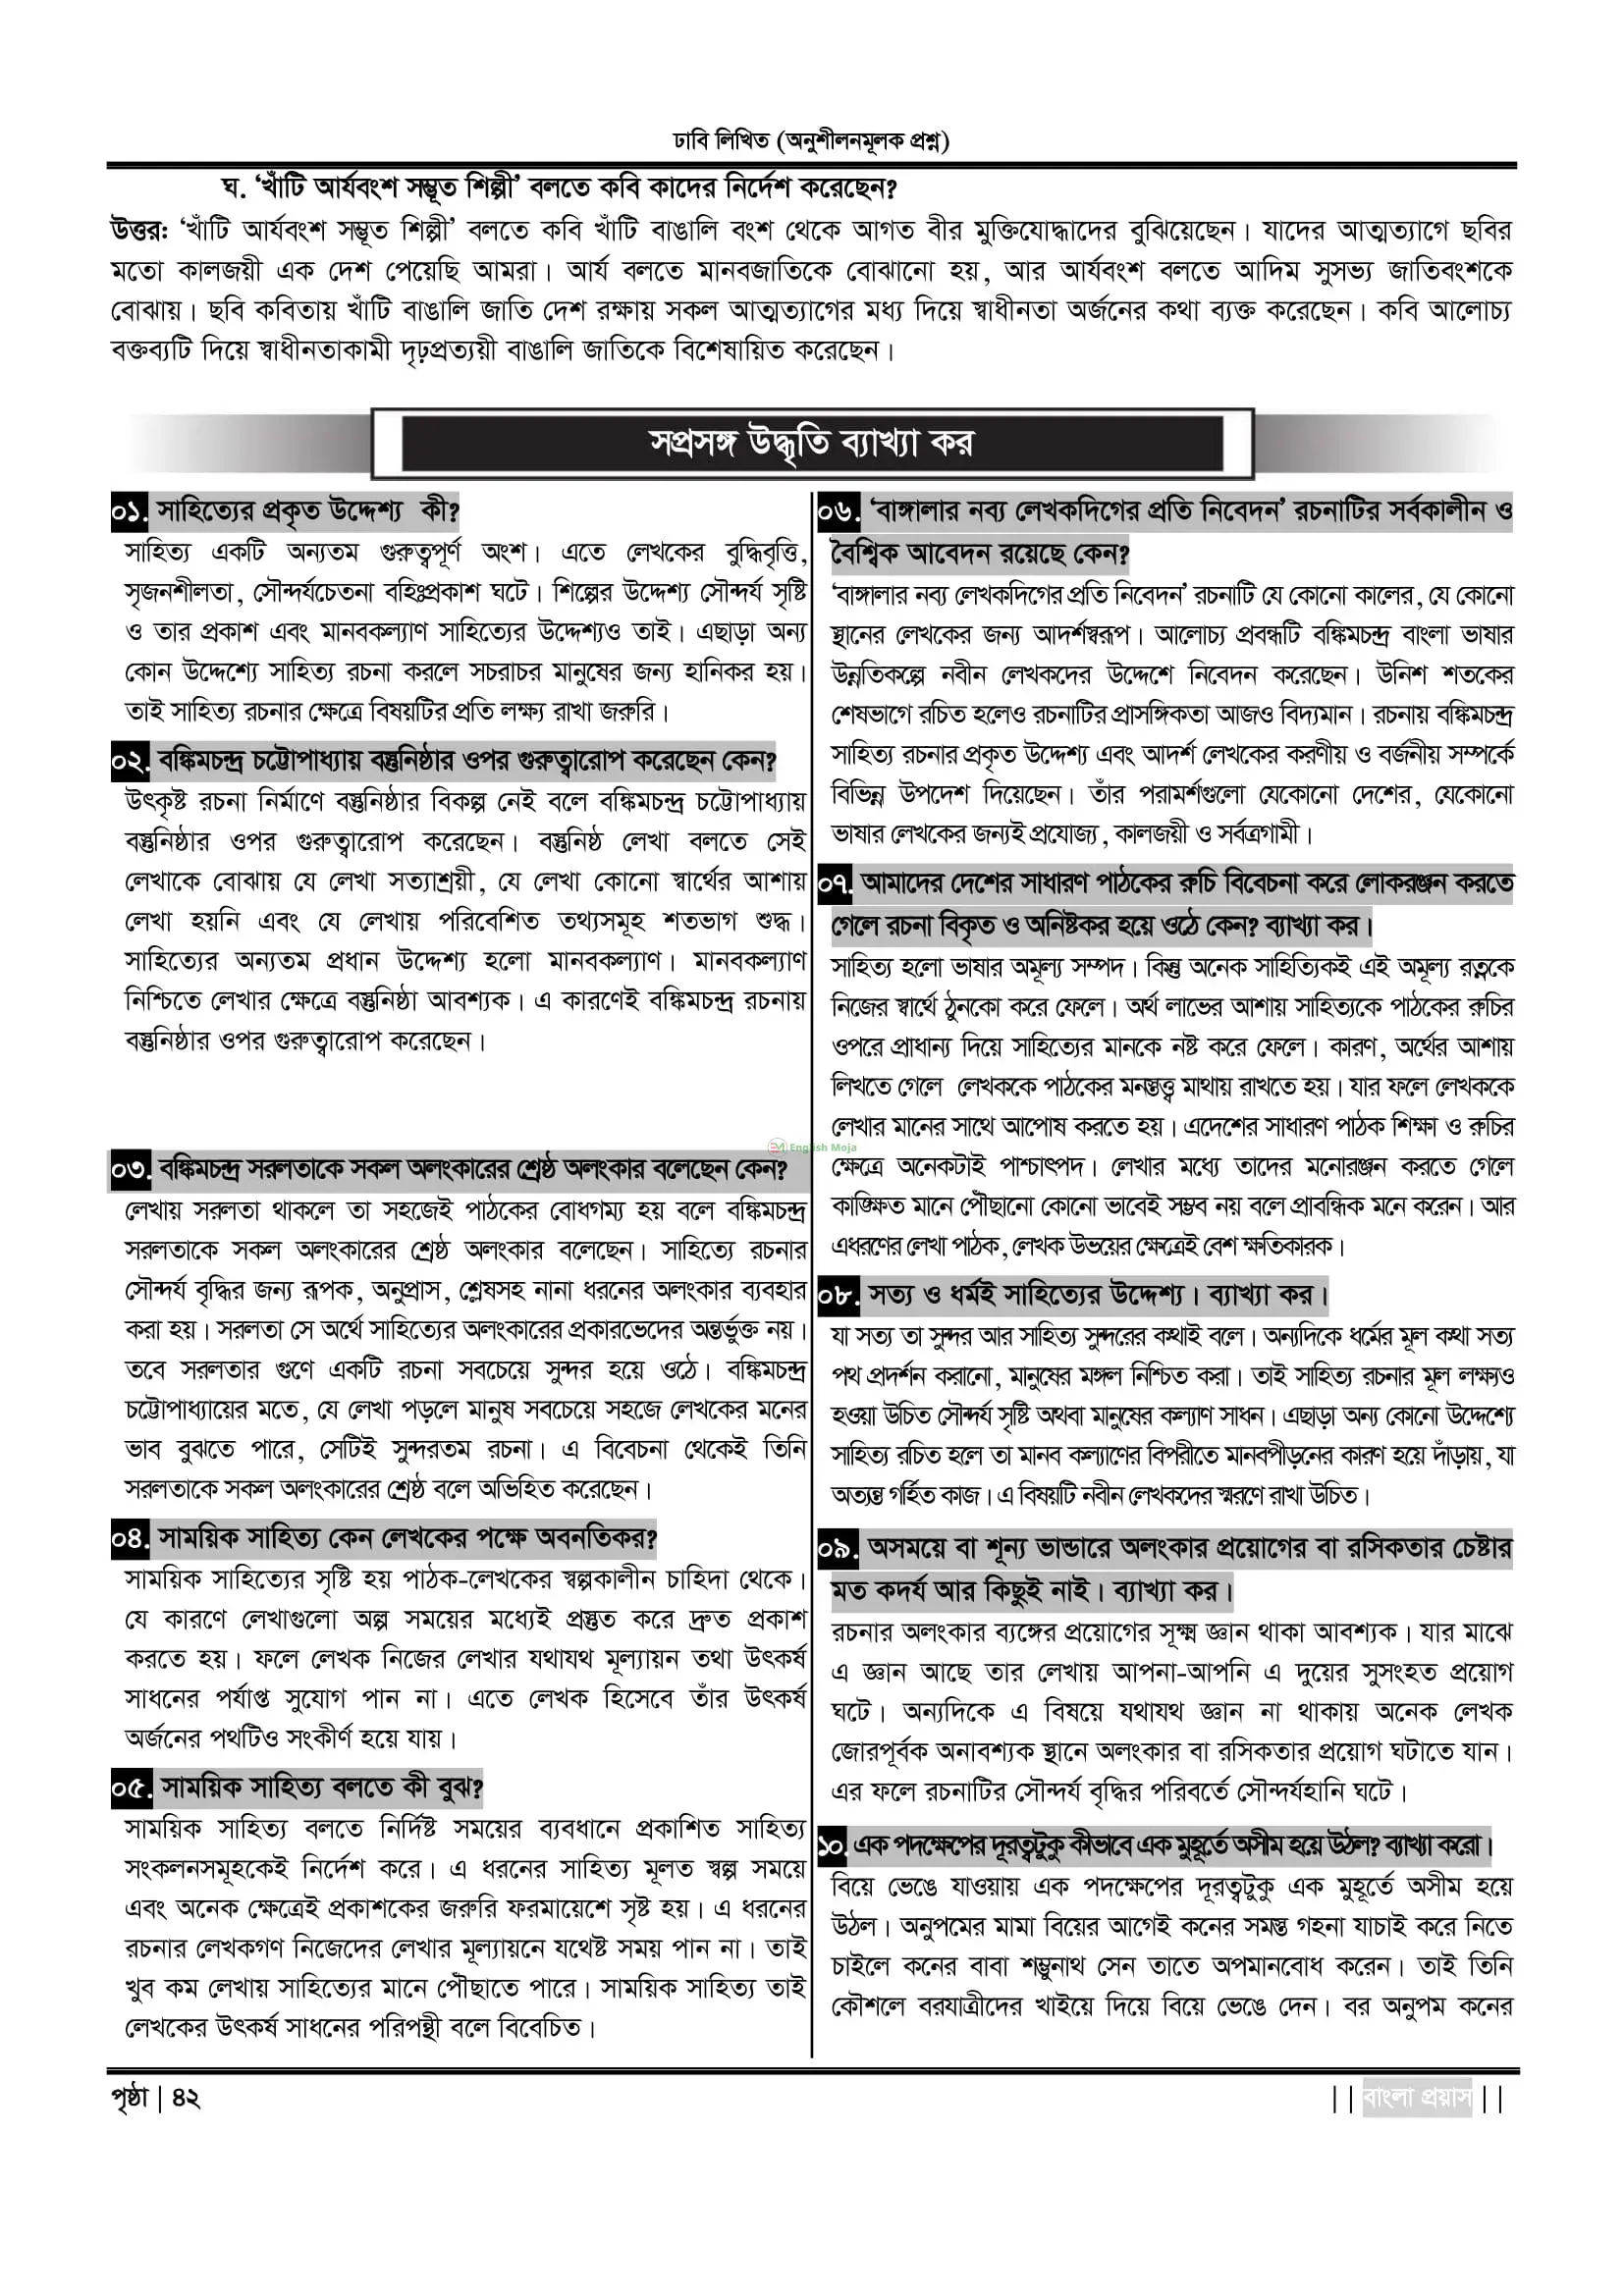 ঢাবি লিখিত (অনুশীলনমূলক প্রশ্ন)
ঘ. ‘খাঁটি আর্যবংশ সম্ভূত শিল্পী’ বলতে কবি কাদের নির্দেশ করেছেন?
উত্তর: ‘খাঁটি আর্যবংশ সম্ভূত শিল্পী’ বলতে কবি খাঁটি বাঙালি বংশ থেকে আগত বীর মুক্তিযোদ্ধাদের বুঝিয়েছেন। যাদের আত্মত্যাগে ছবির
মতো কালজয়ী এক দেশ পেয়েছি আমরা। আর্য বলতে মানবজাতিকে বোঝানো হয়, আর আর্যবংশ বলতে আদিম সুসভ্য জাতিবংশকে
বোঝায়। ছবি কবিতায় খাঁটি বাঙালি জাতি দেশ রক্ষায় সকল আত্মত্যাগের মধ্য দিয়ে স্বাধীনতা অর্জনের কথা ব্যক্ত করেছেন। কবি আলোচ্য
বক্তব্যটি দিয়ে স্বাধীনতাকামী দৃঢ়প্রত্যয়ী বাঙালি জাতিকে বিশেষায়িত করেছেন।
সপ্রসঙ্গ উদ্ধৃতি ব্যাখ্যা কর
০১. সাহিত্যের প্রকৃত উদ্দেশ্য কী?
সাহিত্য একটি অন্যতম গুরুত্বপূর্ণ অংশ। এতে লেখকের বুদ্ধিবৃত্তি,
সৃজনশীলতা, সৌন্দর্যচেতনা বহিঃপ্রকাশ ঘটে। শিল্পের উদ্দেশ্য সৌন্দর্য সৃষ্টি
ও তার প্রকাশ এবং মানবকল্যাণ সাহিত্যের উদ্দেশ্যও তাই। এছাড়া অন্য
কোন উদ্দেশ্যে সাহিত্য রচনা করলে সচরাচর মানুষের জন্য হানিকর হয়।
তাই সাহিত্য রচনার ক্ষেত্রে বিষয়টির প্রতি লক্ষ্য রাখা জরুরি।
০২. বঙ্কিমচন্দ্র চট্টোপাধ্যায় বস্তুনিষ্ঠার ওপর গুরুত্বারোপ করেছেন কেন?
উৎকৃষ্ট রচনা নির্মাণে বস্তুনিষ্ঠার বিকল্প নেই বলে বঙ্কিমচন্দ্র চট্টোপাধ্যায়
বস্তুনিষ্ঠার ওপর গুরুত্বারোপ করেছেন। বস্তুনিষ্ঠ লেখা বলতে সেই
লেখাকে বোঝায় যে লেখা সত্যাশ্রয়ী, যে লেখা কোনো স্বার্থের আশায়
লেখা হয়নি এবং যে লেখায় পরিবেশিত তথ্যসমূহ শতভাগ শুদ্ধ।
সাহিত্যের অন্যতম প্রধান উদ্দেশ্য হলো মানবকল্যাণ। মানবকল্যাণ
নিশ্চিতে লেখার ক্ষেত্রে বস্তুনিষ্ঠা আবশ্যক। এ কারণেই বঙ্কিমচন্দ্র রচনায়
বস্তুনিষ্ঠার ওপর গুরুত্বারোপ করেছেন।
০৩. বঙ্কিমচন্দ্র সরলতাকে সকল অলংকারের শ্রেষ্ঠ অলংকার বলেছেন কেন?
লেখায় সরলতা থাকলে তা সহজেই পাঠকের বোধগম্য হয় বলে বঙ্কিমচন্দ্র
সরলতাকে সকল অলংকারের শ্রেষ্ঠ অলংকার বলেছেন। সাহিত্যে রচনার
সৌন্দর্য বৃদ্ধির জন্য রূপক, অনুপ্রাস, শ্লেষসহ নানা ধরনের অলংকার ব্যবহার
করা হয়। সরলতা সে অর্থে সাহিত্যের অলংকারের প্রকারভেদের অন্তর্ভুক্ত নয়।
তবে সরলতার গুণে একটি রচনা সবচেয়ে সুন্দর হয়ে ওঠে। বঙ্কিমচন্দ্র
চট্টোপাধ্যায়ের মতে, যে লেখা পড়লে মানুষ সবচেয়ে সহজে লেখকের মনের
ভাব বুঝতে পারে, সেটিই সুন্দরতম রচনা। এ বিবেচনা থেকেই তিনি
সরলতাকে সকল অলংকারের শ্রেষ্ঠ বলে অভিহিত করেছেন।
০৪. সাময়িক সাহিত্য কেন লেখকের পক্ষে অবনতিকর?
সাময়িক সাহিত্যের সৃষ্টি হয় পাঠক-লেখকের স্বল্পকালীন চাহিদা থেকে।
যে কারণে লেখাগুলো অল্প সময়ের মধ্যেই প্রস্তুত করে দ্রুত প্রকাশ
করতে হয়। ফলে লেখক নিজের লেখার যথাযথ মূল্যায়ন তথা উৎকর্ষ
সাধনের পর্যাপ্ত সুযোগ পান না। এতে লেখক হিসেবে তাঁর উৎকর্ষ
অর্জনের পথটিও সংকীর্ণ হয়ে যায়।
০৫. সাময়িক সাহিত্য বলতে কী বুঝ?
সাময়িক সাহিত্য বলতে নির্দিষ্ট সময়ের ব্যবধানে প্রকাশিত সাহিত্য
সংকলনসমূহকেই নির্দেশ করে। এ ধরনের সাহিত্য মূলত স্বল্প সময়ে
এবং অনেক ক্ষেত্রেই প্রকাশকের জরুরি ফরমায়েশে সৃষ্ট হয়। এ ধরনের
রচনার লেখকগণ নিজেদের লেখার মূল্যায়নে যথেষ্ট সময় পান না। তাই
খুব কম লেখায় সাহিত্যের মানে পৌঁছাতে পারে। সাময়িক সাহিত্য তাই
লেখকের উৎকর্ষ সাধনের পরিপন্থী বলে বিবেচিত।
০৬. ‘বাঙ্গালার নব্য লেখকদিগের প্রতি নিবেদন’ রচনাটির সর্বকালীন ও
বৈশ্বিক আবেদন রয়েছে কেন?
‘বাঙ্গালার নব্য লেখকদিগের প্রতি নিবেদন’ রচনাটি যে কোনো কালের, যে কোনো
স্থানের লেখকের জন্য আদর্শস্বরূপ। আলোচ্য প্রবন্ধটি বঙ্কিমচন্দ্র বাংলা ভাষার
উন্নতিকল্পে নবীন লেখকদের উদ্দেশে নিবেদন করেছেন। উনিশ শতকের
শেষভাগে রচিত হলেও রচনাটির প্রাসঙ্গিকতা আজও বিদ্যমান। রচনায় বঙ্কিমচন্দ্র
সাহিত্য রচনার প্রকৃত উদ্দেশ্য এবং আদর্শ লেখকের করণীয় ও বর্জনীয় সম্পর্কে
বিভিন্ন উপদেশ দিয়েছেন। তাঁর পরামর্শগুলো যেকোনো দেশের, যেকোনো
ভাষার লেখকের জন্যই প্রযোজ্য, কালজয়ী ও সর্বত্রগামী।
০৭. আমাদের দেশের সাধারণ পাঠকের রুচি বিবেচনা করে লোকরঞ্জন করতে
গেলে রচনা বিকৃত ও অনিষ্টকর হয়ে ওঠে কেন? ব্যাখ্যা কর।
সাহিত্য হলো ভাষার অমূল্য সম্পদ। কিন্তু অনেক সাহিত্যিকই এই অমূল্য রত্নকে
নিজের স্বার্থে ঠুনকো করে ফেলে। অর্থ লাভের আশায় সাহিত্যকে পাঠকের রুচির
ওপরে প্রাধান্য দিয়ে সাহিত্যের মানকে নষ্ট করে ফেলে। কারণ, অর্থের আশায়
লিখতে গেলে লেখককে পাঠকের মনস্তত্ত্ব মাথায় রাখতে হয়। যার ফলে লেখককে
লেখার মানের সাথে আপোষ করতে হয়। এদেশের সাধারণ পাঠক শিক্ষা ও রুচির
ক্ষেত্রে অনেকটাই পাশ্চাৎপদ। লেখার মধ্যে তাদের মনোরঞ্জন করতে গেলে
কাঙ্ক্ষিত মানে পৌঁছানো কোনো ভাবেই সম্ভব নয় বলে প্রাবন্ধিক মনে করেন। আর
এধরণের লেখা পাঠক, লেখক উভয়ের ক্ষেত্রেই বেশ ক্ষতিকারক।
০৮. সত্য ও ধর্মই সাহিত্যের উদ্দেশ্য। ব্যাখ্যা কর।
যা সত্য তা সুন্দর আর সাহিত্য সুন্দরের কথাই বলে। অন্যদিকে ধর্মের মূল কথা সত্য
পথ প্রদর্শন করানো, মানুষের মঙ্গল নিশ্চিত করা। তাই সাহিত্য রচনার মূল লক্ষ্যও
হওয়া উচিত সৌন্দর্য সৃষ্টি অথবা মানুষের কল্যাণ সাধন। এছাড়া অন্য কোনো উদ্দেশ্যে
সাহিত্য রচিত হলে তা মানব কল্যাণের বিপরীতে মানবপীড়নের কারণ হয়ে দাঁড়ায়, যা
অত্যন্ত গর্হিত কাজ। এ বিষয়টি নবীন লেখকদের স্মরণে রাখা উচিত।
০৯. অসময়ে বা শূন্য ভান্ডারে অলংকার প্রয়োগের বা রসিকতার চেষ্টার
মত কদর্য আর কিছুই নাই। ব্যাখ্যা কর।
রচনার অলংকার ব্যঙ্গের প্রয়োগের সূক্ষ্ম জ্ঞান থাকা আবশ্যক। যার মাঝে
এ জ্ঞান আছে তার লেখায় আপনা-আপনি এ দুয়ের সুসংহত প্রয়োগ
ঘটে। অন্যদিকে এ বিষয়ে যথাযথ জ্ঞান না থাকায় অনেক লেখক
জোরপূর্বক অনাবশ্যক স্থানে অলংকার বা রসিকতার প্রয়োগ ঘটাতে যান।
এর ফলে রচনাটির সৌন্দর্য বৃদ্ধির পরিবর্তে সৌন্দর্যহানি ঘটে।
১০. এক পদক্ষেপের দূরত্বটুকু কীভাবে এক মুহূর্তে অসীম হয়ে উঠল? ব্যাখ্যা করো।
বিয়ে ভেঙে যাওয়ায় এক পদক্ষেপের দূরত্বটুকু এক মুহূর্তে অসীম হয়ে
উঠল। অনুপমের মামা বিয়ের আগেই কনের সমস্ত গহনা যাচাই করে নিতে
চাইলে কনের বাবা শম্ভুনাথ সেন তাতে অপমানবোধ করেন। তাই তিনি
কৌশলে বরযাত্রীদের খাইয়ে দিয়ে বিয়ে ভেঙে দেন। বর অনুপম কনের
English Moja
পৃষ্ঠা | ৪২
|| বাংলা প্রয়াস ||